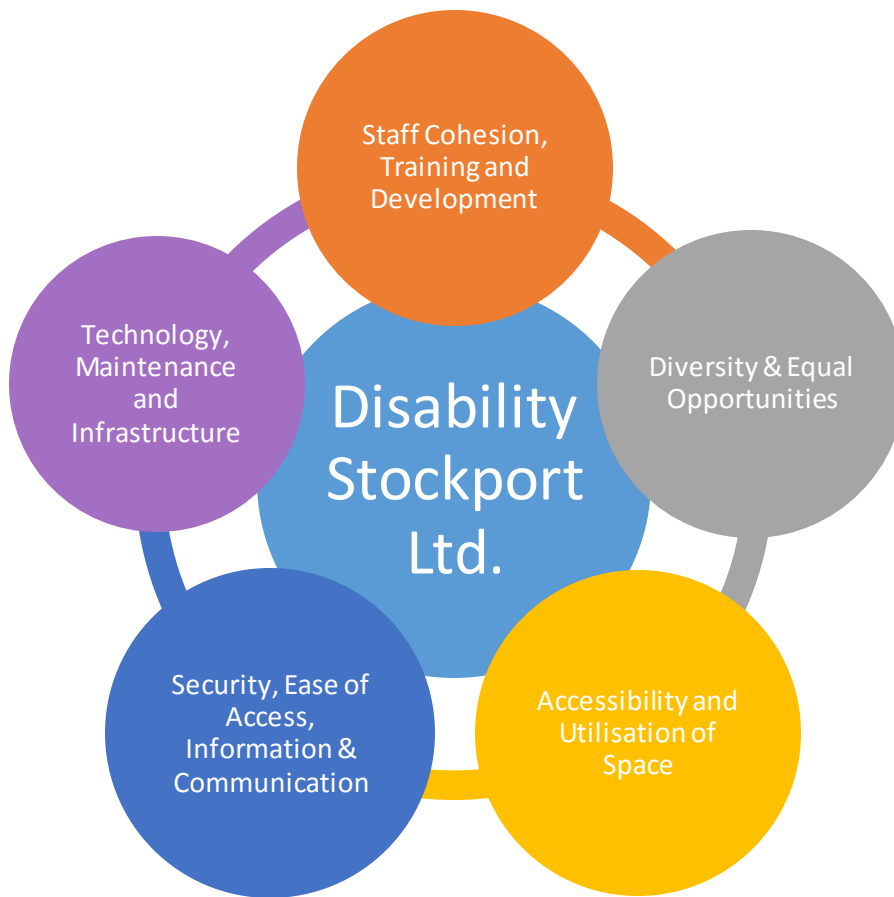 Staff Cohesion,
Training and
Development
Diversity & Equal
Opportunities
Accessibility and
Utilisation of
Space
Security, Ease of
Access,
Information &
Communication
Technology,
Maintenance
and
Infrastructure
Disability
Stockport
Ltd.